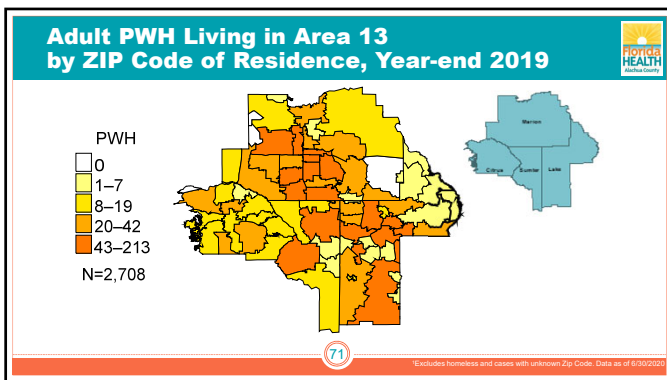 Adult PWH Living in Area 13
by ZIP Code of Residence, Year-end 2019
Florida
HEALTH
Alachua County
PWH
0
1–7
8–19
20–42
43–213
N=2,708
Marion
Citrus
Sumter
Lake
71
¹Excludes homeless and cases with unknown Zip Code. Data as of 6/30/2020